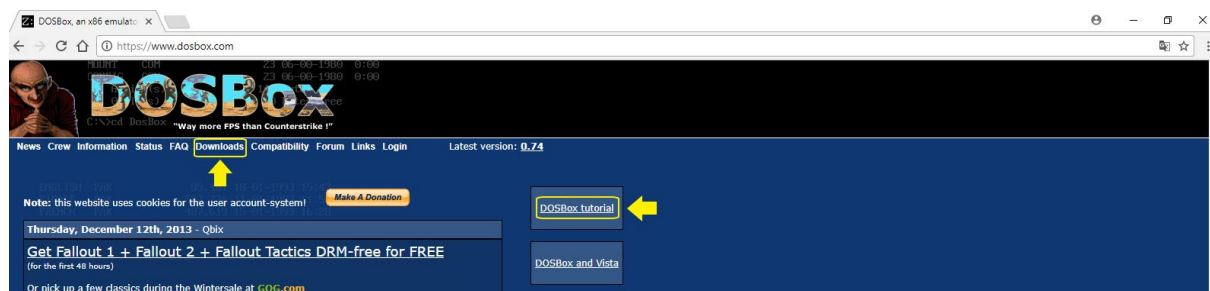 DOSBox, an x86 emulato
https://www.dosbox.com
MOUNT COM 23 06-00-1980 0:00
23 06-00-1980 0:00
DOSBox
C:\>cd DosBox
"Way more FPS than Counterstrike !"
News Crew Information Status FAQ Downloads Compatibility Forum Links Login Latest version: 0.74
Note: this website uses cookies for the user account-system! Make A Donation
DOSBox tutorial
Thursday, December 12th, 2013 - Qbix
Get Fallout 1 + Fallout 2 + Fallout Tactics DRM-free for FREE
(for the first 48 hours)
DOSBox and Vista
Or pick up a few classics during the Wintersale at GOG.com